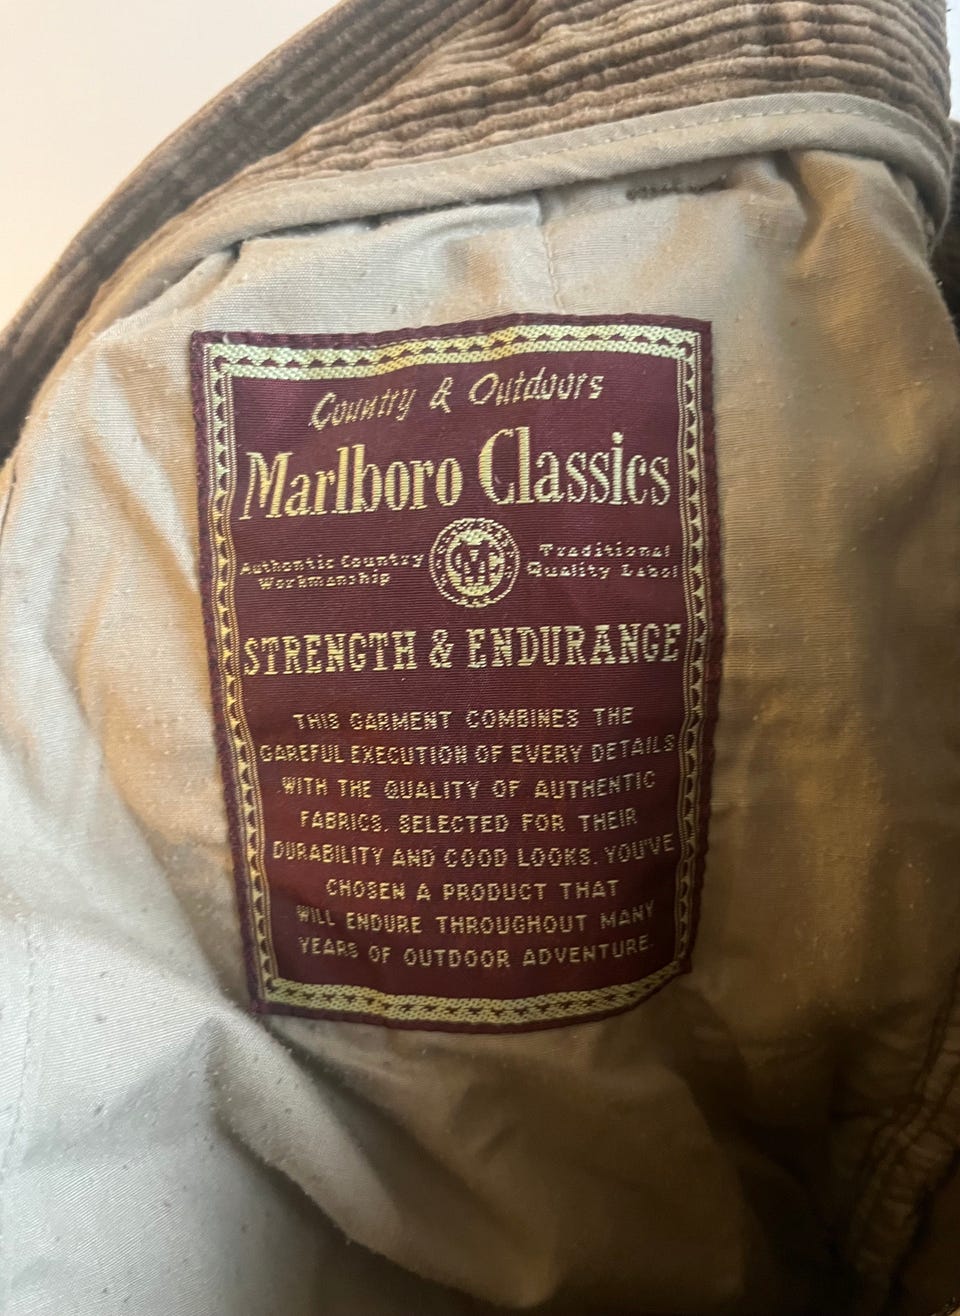 Country & Outdoors
Marlboro Classics
Authentic Country Workmanship
MC
Traditional Quality Label
STRENGTH & ENDURANCE
THIS GARMENT COMBINES THE
CAREFUL EXECUTION OF EVERY DETAILS
WITH THE QUALITY OF AUTHENTIC
FABRICS. SELECTED FOR THEIR
DURABILITY AND GOOD LOOKS. YOU'VE
CHOSEN A PRODUCT THAT
WILL ENDURE THROUGHOUT MANY
YEARS OF OUTDOOR ADVENTURE.